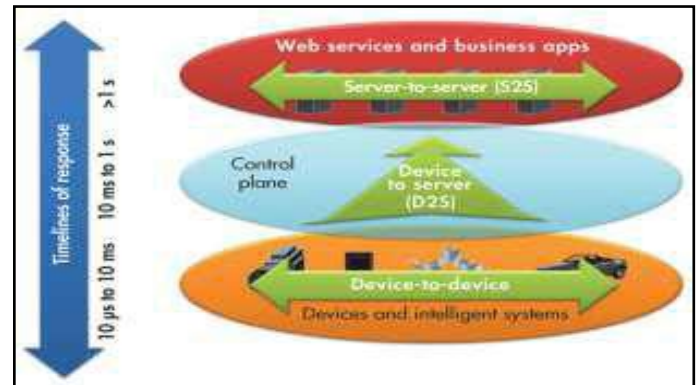 Timelines of response
>1 s
10 ms to 1 s
10 µs to 10 ms
Web services and business apps
Server-to-server (S2S)
Control
plane
Device
to server
(D2S)
Device-to-device
Devices and intelligent systems